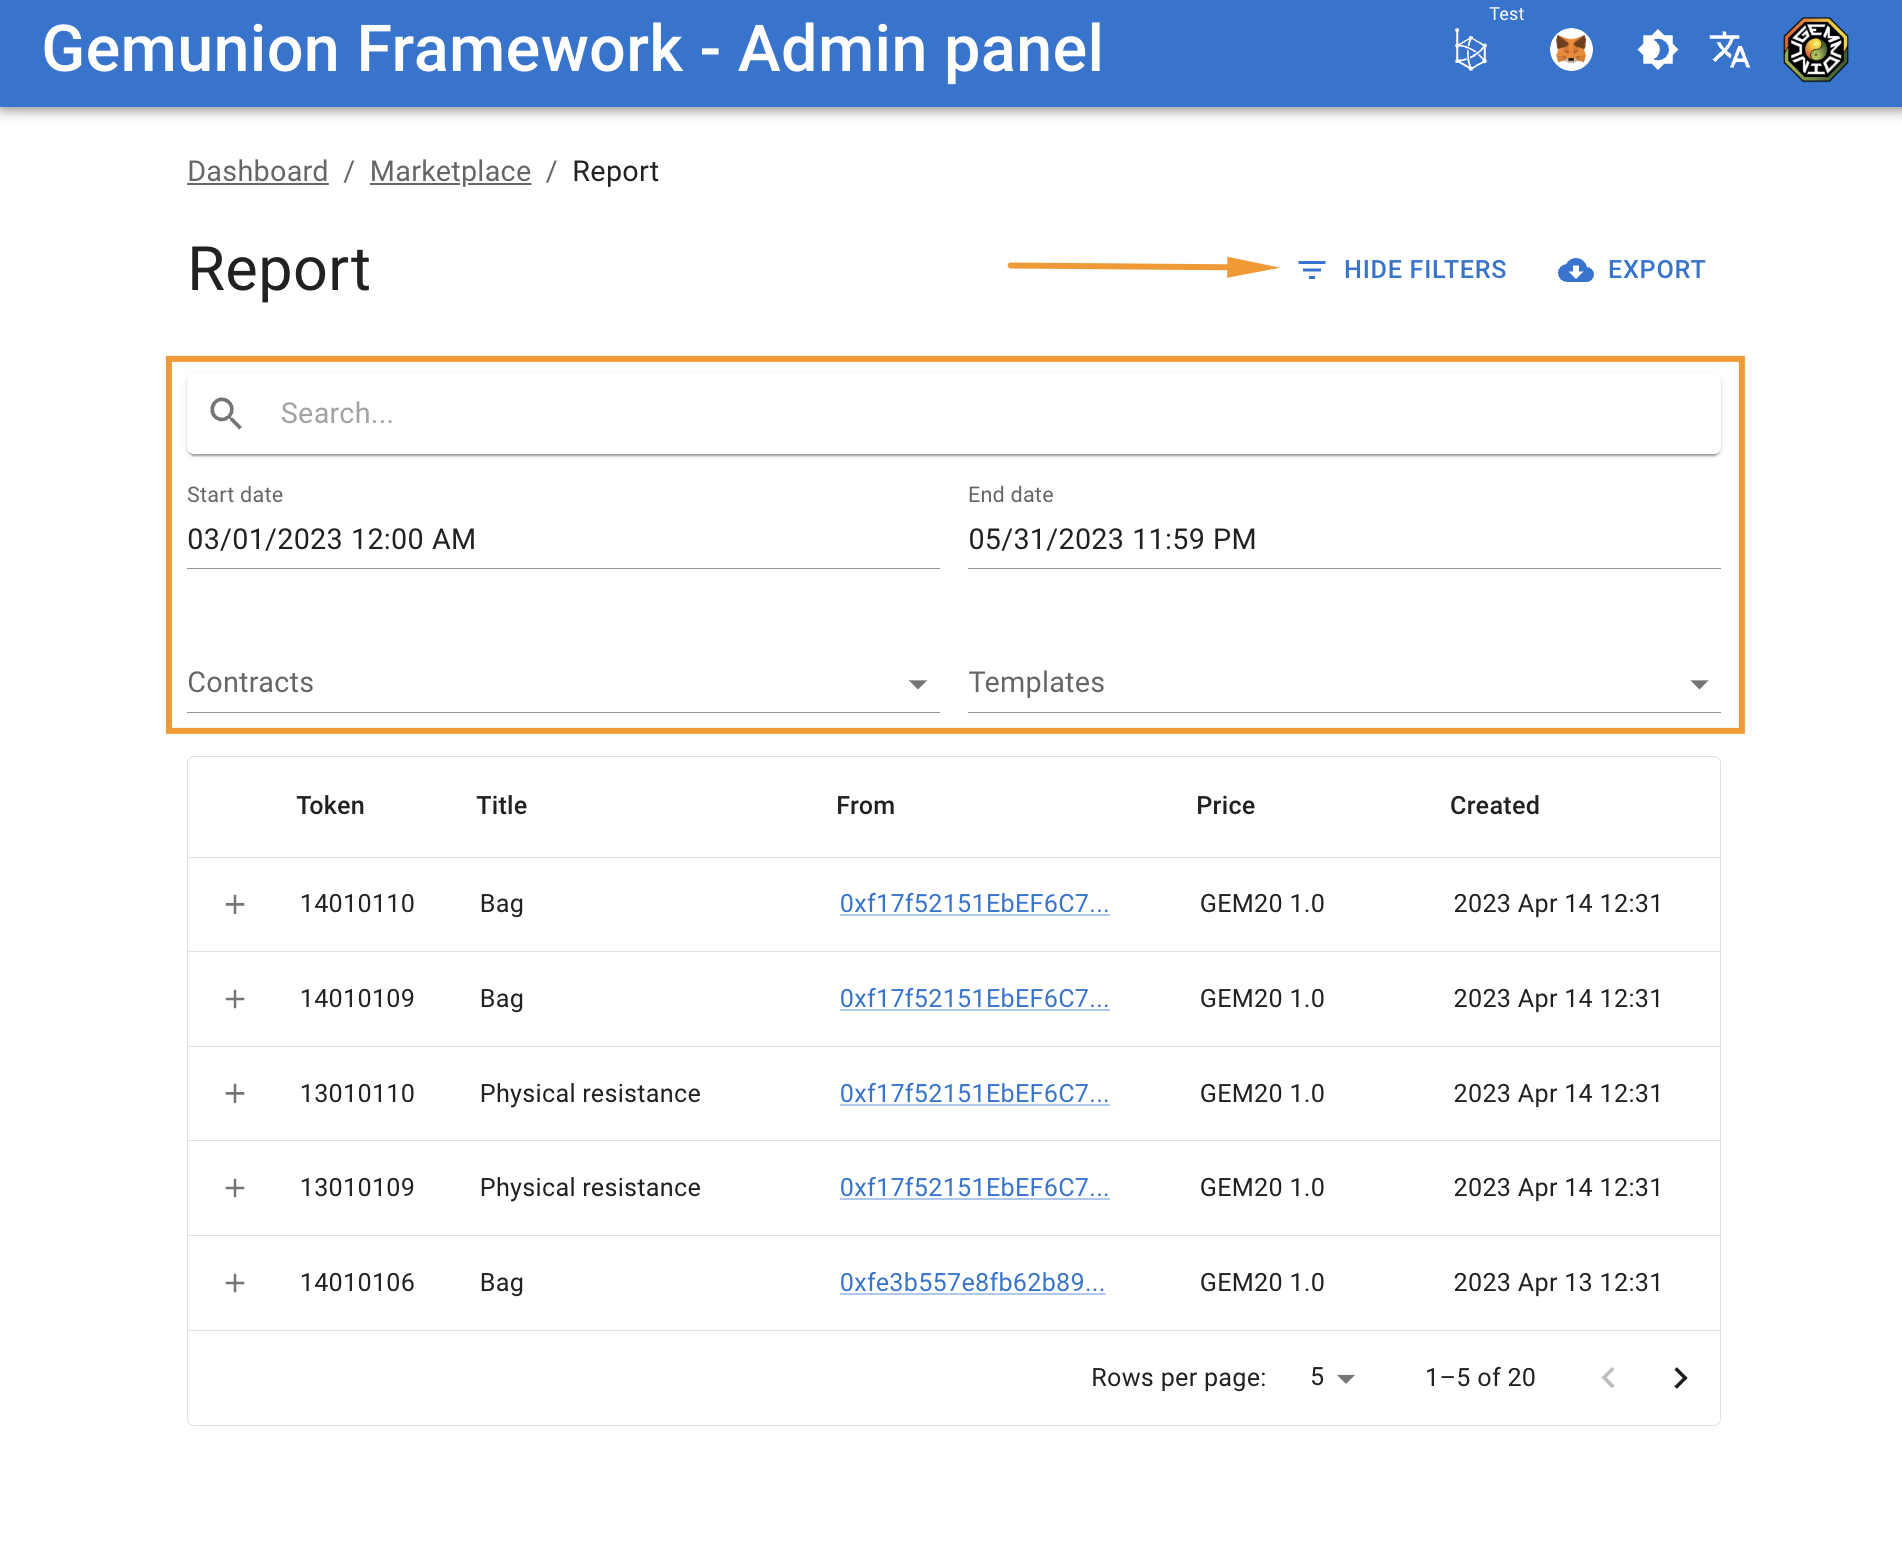 Test
Gemunion Framework - Admin panel
GEMUNION
Dashboard / Marketplace / Report
Report
HIDE FILTERS
EXPORT
Search...
Start date
End date
03/01/2023 12:00 AM
05/31/2023 11:59 PM
Contracts
Templates
Token Title From Price Created
+ 14010110 Bag 0xf17f52151EbEF6C7... GEM20 1.0 2023 Apr 14 12:31
+ 14010109 Bag 0xf17f52151EbEF6C7... GEM20 1.0 2023 Apr 14 12:31
+ 13010110 Physical resistance 0xf17f52151EbEF6C7... GEM20 1.0 2023 Apr 14 12:31
+ 13010109 Physical resistance 0xf17f52151EbEF6C7... GEM20 1.0 2023 Apr 14 12:31
+ 14010106 Bag 0xfe3b557e8fb62b89... GEM20 1.0 2023 Apr 13 12:31
Rows per page: 5 1–5 of 20